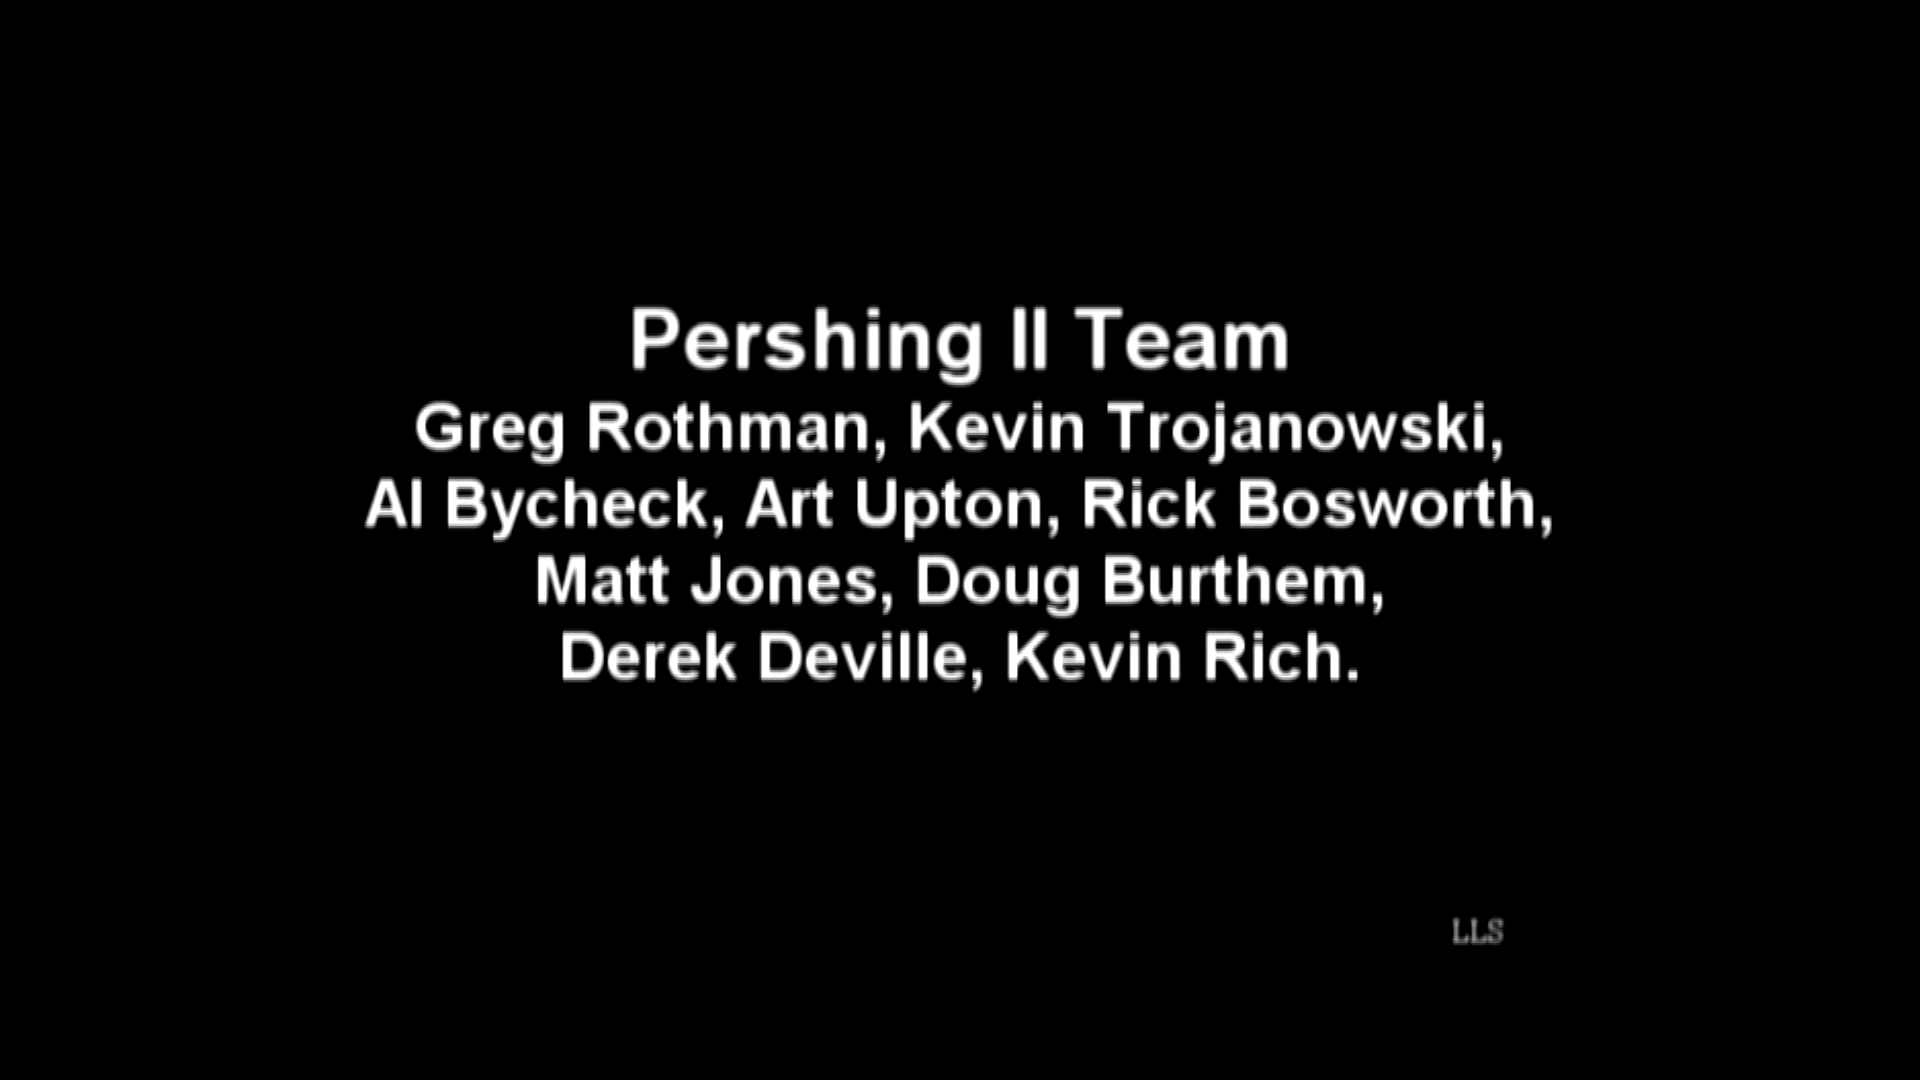 Pershing II Team
Greg Rothman, Kevin Trojanowski,
Al Bycheck, Art Upton, Rick Bosworth,
Matt Jones, Doug Burthem,
Derek Deville, Kevin Rich.
LLS